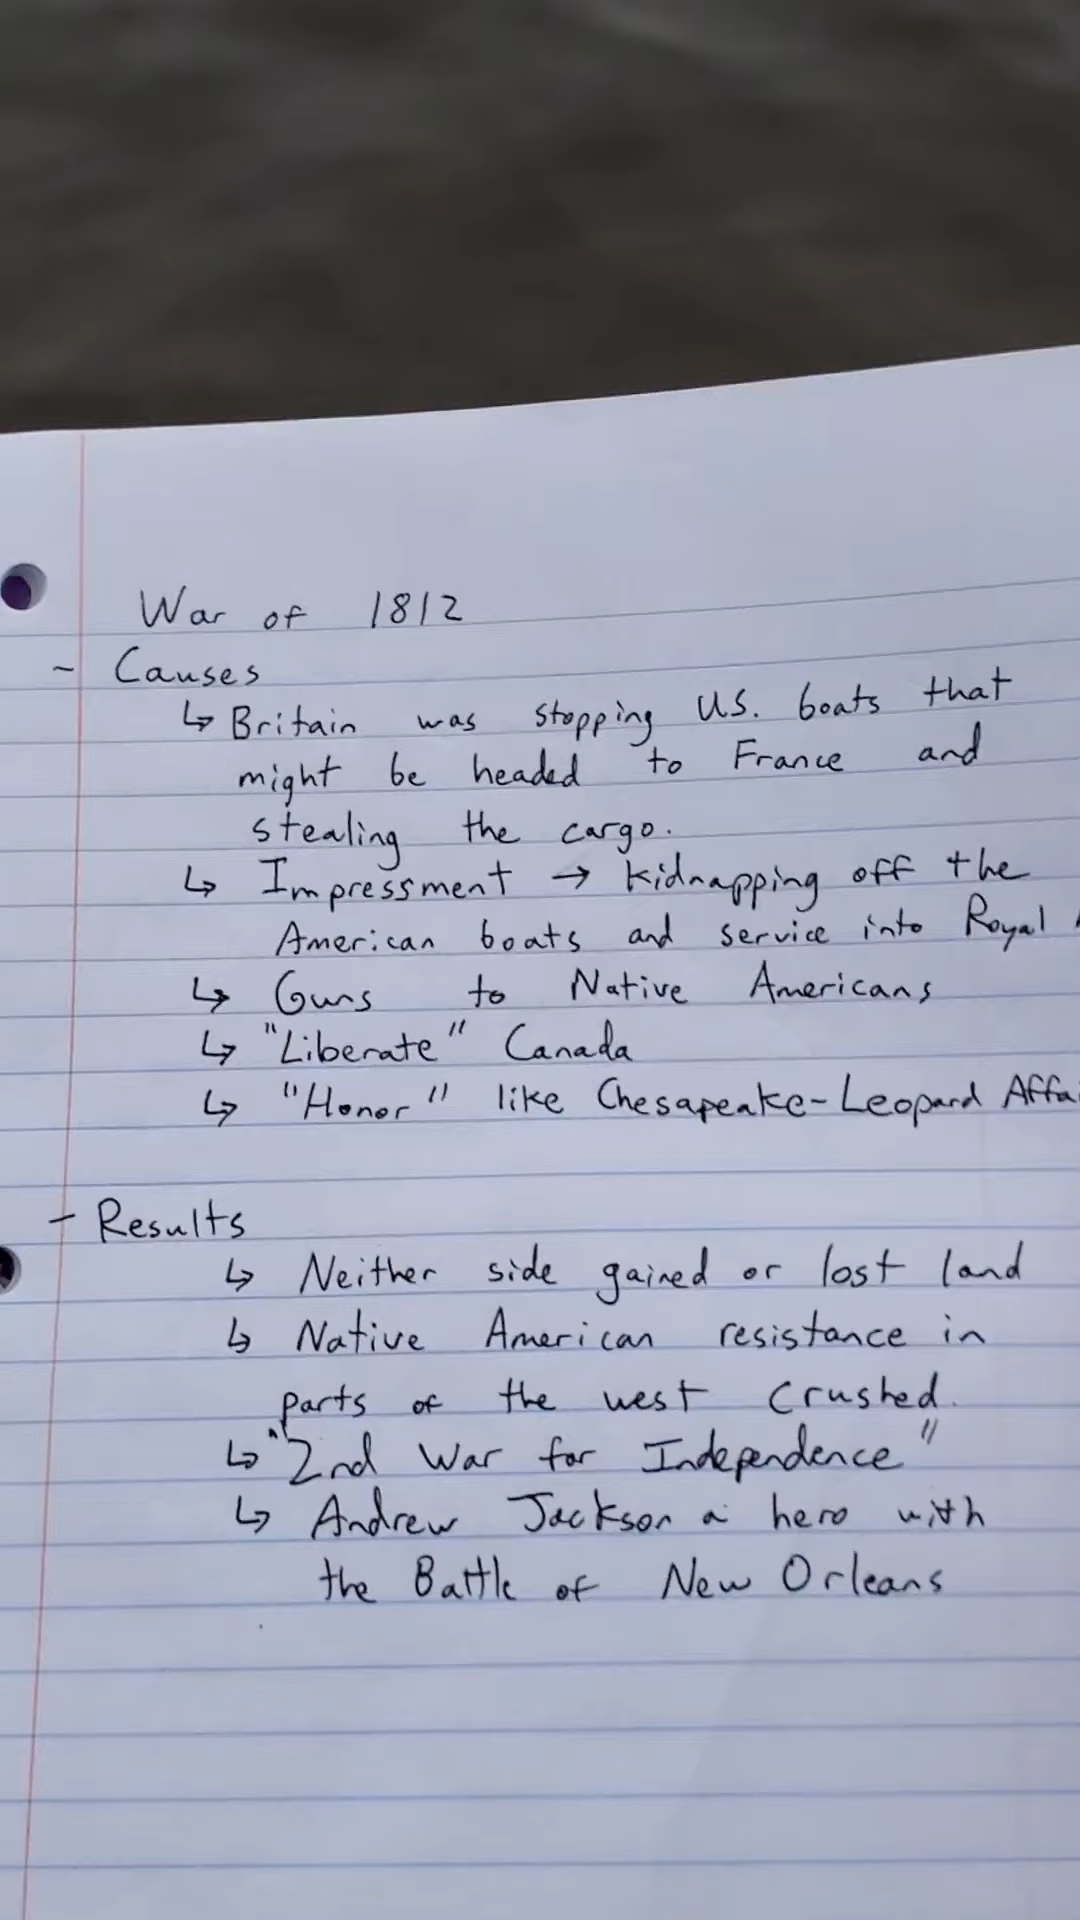 War of 1812
- Causes
↳ Britain was stopping U.S. boats that
might be headed to France and
stealing the cargo.
↳ Impressment → kidnapping off the
American boats and service into Royal
↳ Guns to Native Americans
↳ "Liberate" Canada
↳ "Honor" like Chesapeake-Leopard Affa
- Results
↳ Neither side gained or lost land
↳ Native American resistance in
parts of the west crushed.
↳ "2nd War for Independence"
↳ Andrew Jackson a hero with
the Battle of New Orleans